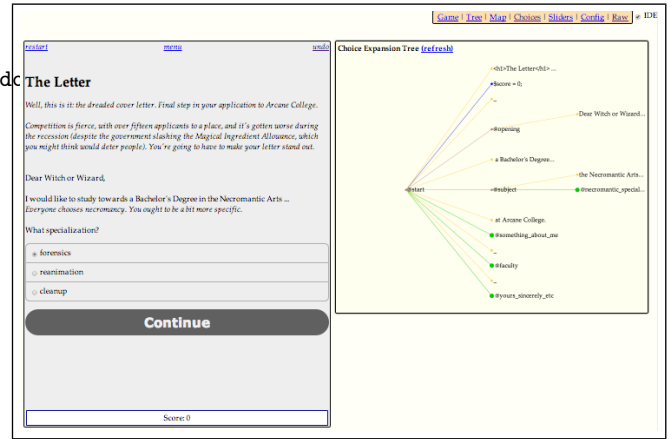 Game | Tree | Map | Choices | Sliders | Config | Raw IDE
restart menu undo
The Letter
Well, this is it: the dreaded cover letter. Final step in your application to Arcane College.
Competition is fierce, with over fifteen applicants to a place, and it's gotten worse during
the recession (despite the government slashing the Magical Ingredient Allowance, which
you might think would deter people). You're going to have to make your letter stand out.
Dear Witch or Wizard,
I would like to study towards a Bachelor's Degree in the Necromantic Arts ...
Everyone chooses necromancy. You ought to be a bit more specific.
What specialization?
forensics
reanimation
cleanup
Continue
Score: 0
Choice Expansion Tree (refresh)
<h1>The Letter</h1> ...
$score = 0;
@opening
Dear Witch or Wizard...
a Bachelor's Degree...
the Necromantic Arts...
@start
@subject
@necromantic_special...
at Arcane College.
@something_about_me
@faculty
@yours_sincerely_etc